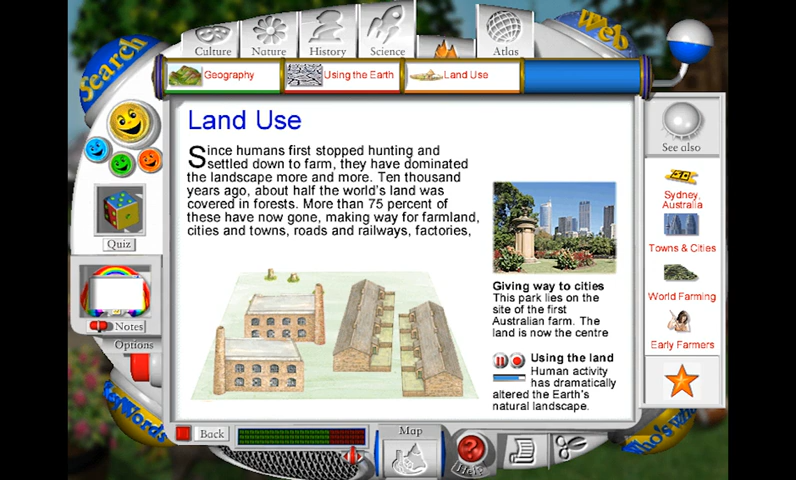 Search
Culture
Nature
History
Science
Atlas
Web
Geography
Using the Earth
Land Use
Land Use
Since humans first stopped hunting and
settled down to farm, they have dominated
the landscape more and more. Ten thousand
years ago, about half the world's land was
covered in forests. More than 75 percent of
these have now gone, making way for farmland,
cities and towns, roads and railways, factories,
Giving way to cities
This park lies on the
site of the first
Australian farm. The
land is now the centre
Using the land
Human activity
has dramatically
altered the Earth's
natural landscape.
See also
Sydney,
Australia
Towns & Cities
World Farming
Early Farmers
Quiz
Notes
Options
Back
Map
Help
Words
Who's who